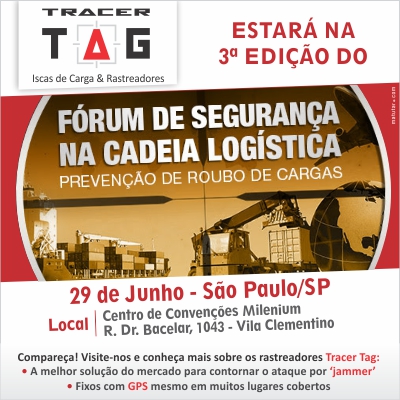 TRACER
TAG
Iscas de Carga & Rastreadores
ESTARÁ NA
3ª EDIÇÃO DO
FÓRUM DE SEGURANÇA
NA CADEIA LOGÍSTICA
PREVENÇÃO DE ROUBO DE CARGAS
29 de Junho - São Paulo/SP
Local
Centro de Convenções Milenium
R. Dr. Bacelar, 1043 - Vila Clementino
Compareça! Visite-nos e conheça mais sobre os rastreadores Tracer Tag:
• A melhor solução do mercado para contornar o ataque por ‘jammer’
• Fixos com GPS mesmo em muitos lugares cobertos